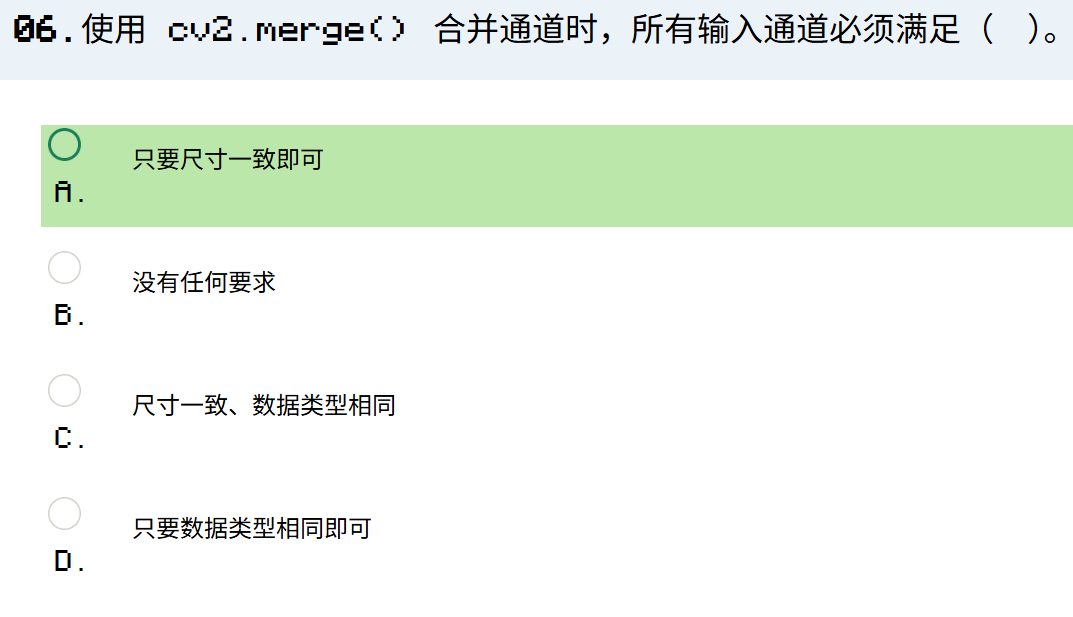 06.使用 cv2.merge() 合并通道时，所有输入通道必须满足（ ）。
只要尺寸一致即可
A.
没有任何要求
B.
尺寸一致、数据类型相同
C.
只要数据类型相同即可
D.